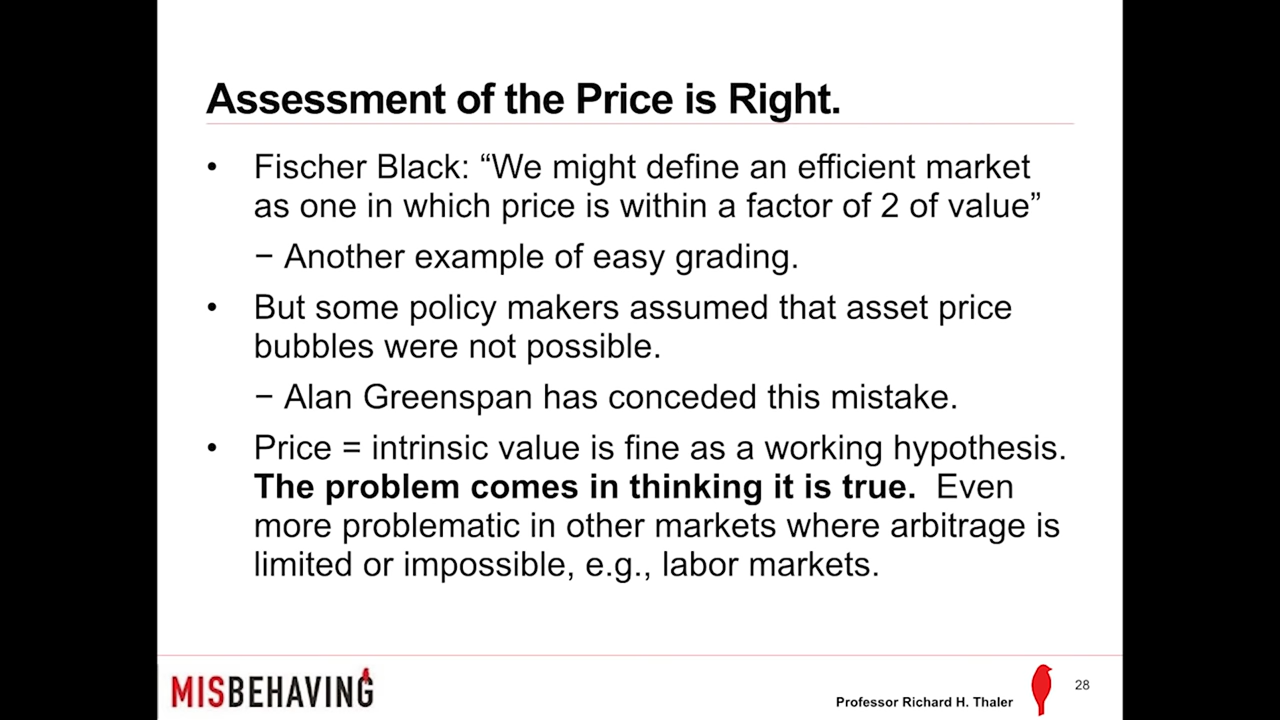 Assessment of the Price is Right.
• Fischer Black: “We might define an efficient market
as one in which price is within a factor of 2 of value”
− Another example of easy grading.
• But some policy makers assumed that asset price
bubbles were not possible.
− Alan Greenspan has conceded this mistake.
• Price = intrinsic value is fine as a working hypothesis.
The problem comes in thinking it is true.  Even
more problematic in other markets where arbitrage is
limited or impossible, e.g., labor markets.
MISBEHAVING
Professor Richard H. Thaler
28